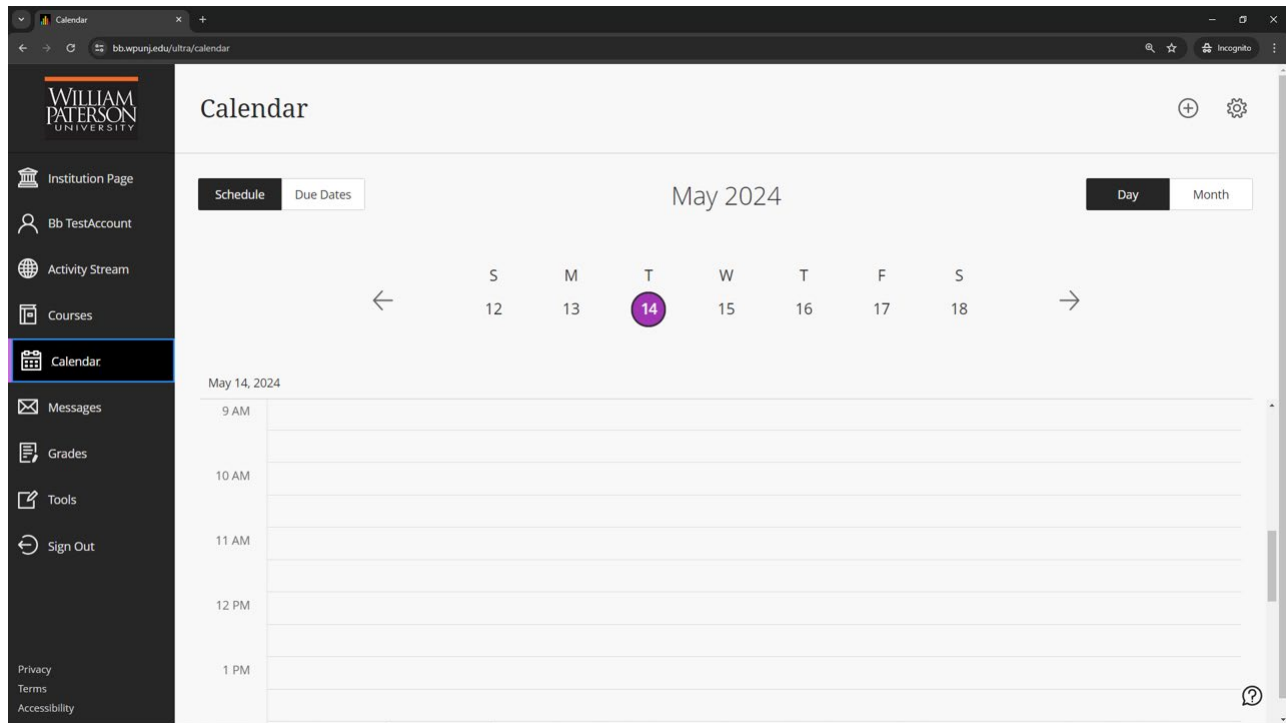 Calendar
bb.wpunj.edu/ultra/calendar
Incognito
WILLIAM
PATERSON
UNIVERSITY
Institution Page
Bb TestAccount
Activity Stream
Courses
Calendar
Messages
Grades
Tools
Sign Out
Privacy
Terms
Accessibility
Calendar
Schedule Due Dates
May 2024
Day Month
S M T W T F S
12 13 14 15 16 17 18
May 14, 2024
9 AM
10 AM
11 AM
12 PM
1 PM